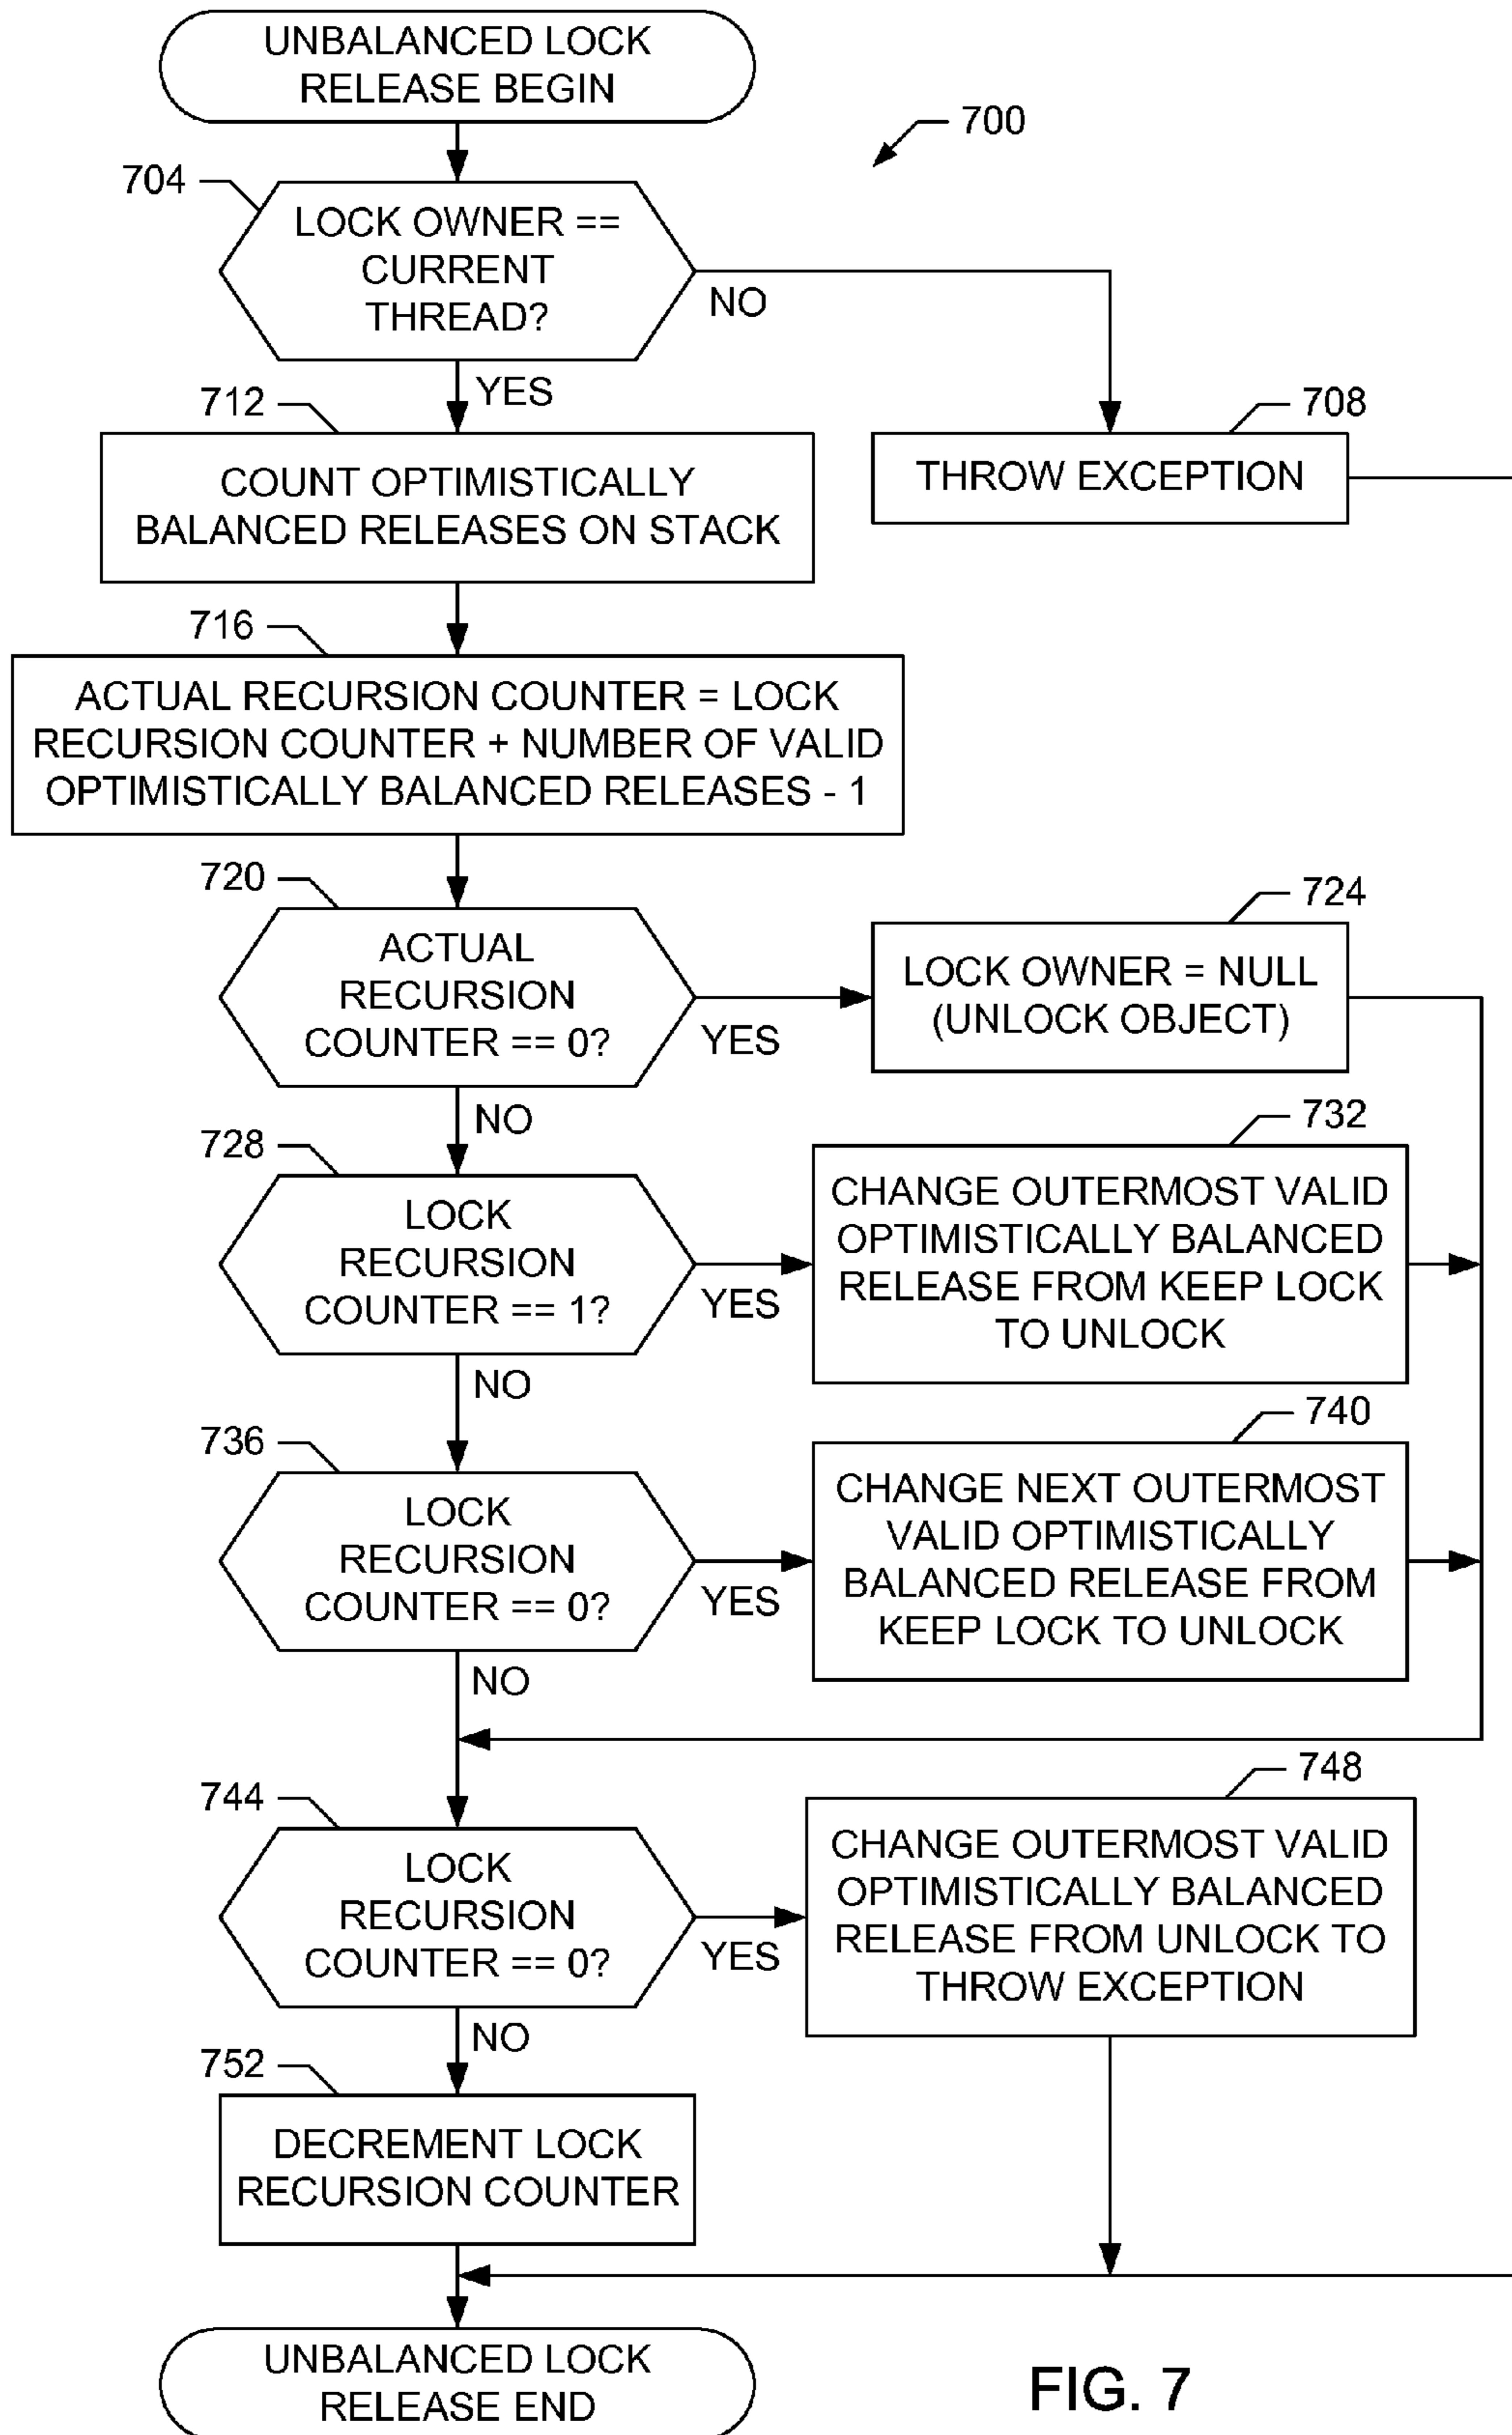 UNBALANCED LOCK
RELEASE BEGIN
700
704
LOCK OWNER ==
CURRENT
THREAD?
NO
YES
712
COUNT OPTIMISTICALLY
BALANCED RELEASES ON STACK
708
THROW EXCEPTION
716
ACTUAL RECURSION COUNTER = LOCK
RECURSION COUNTER + NUMBER OF VALID
OPTIMISTICALLY BALANCED RELEASES - 1
720
ACTUAL
RECURSION
COUNTER == 0?
YES
724
LOCK OWNER = NULL
(UNLOCK OBJECT)
NO
728
LOCK
RECURSION
COUNTER == 1?
YES
732
CHANGE OUTERMOST VALID
OPTIMISTICALLY BALANCED
RELEASE FROM KEEP LOCK
TO UNLOCK
NO
736
LOCK
RECURSION
COUNTER == 0?
YES
740
CHANGE NEXT OUTERMOST
VALID OPTIMISTICALLY
BALANCED RELEASE FROM
KEEP LOCK TO UNLOCK
NO
744
LOCK
RECURSION
COUNTER == 0?
YES
748
CHANGE OUTERMOST VALID
OPTIMISTICALLY BALANCED
RELEASE FROM UNLOCK TO
THROW EXCEPTION
NO
752
DECREMENT LOCK
RECURSION COUNTER
UNBALANCED LOCK
RELEASE END
FIG. 7